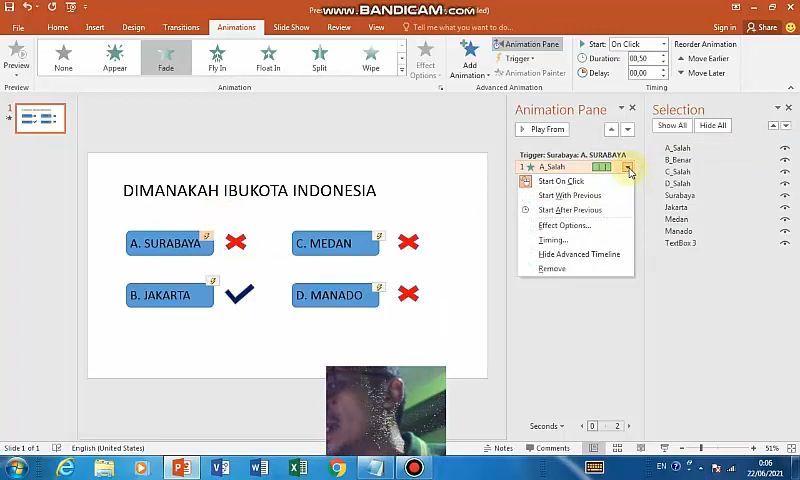 Pre
www.BANDICAM.com
led)
Sign in
Share
File
Home
Insert
Design
Transitions
Animations
Slide Show
Review
View
Tell me what you want to do...
Preview
None
Appear
Fade
Fly In
Float In
Split
Wipe
Effect
Options
Add
Animation
Animation Pane
Trigger
Animation Painter
Start: On Click
Duration: 00,50
Delay: 00,00
Reorder Animation
Move Earlier
Move Later
Preview
Animation
Advanced Animation
Timing
1
DIMANAKAH IBUKOTA INDONESIA
A. SURABAYA
C. MEDAN
B. JAKARTA
D. MANADO
Animation Pane
Play From
Trigger: Surabaya: A. SURABAYA
1 A_Salah
Start On Click
Start With Previous
Start After Previous
Effect Options...
Timing...
Hide Advanced Timeline
Remove
Seconds
0
2
Selection
Show All
Hide All
A_Salah
B_Benar
C_Salah
D_Salah
Surabaya
Jakarta
Medan
Manado
TextBox 3
Slide 1 of 1
English (United States)
Notes
Comments
51%
EN
0:06
22/06/2021